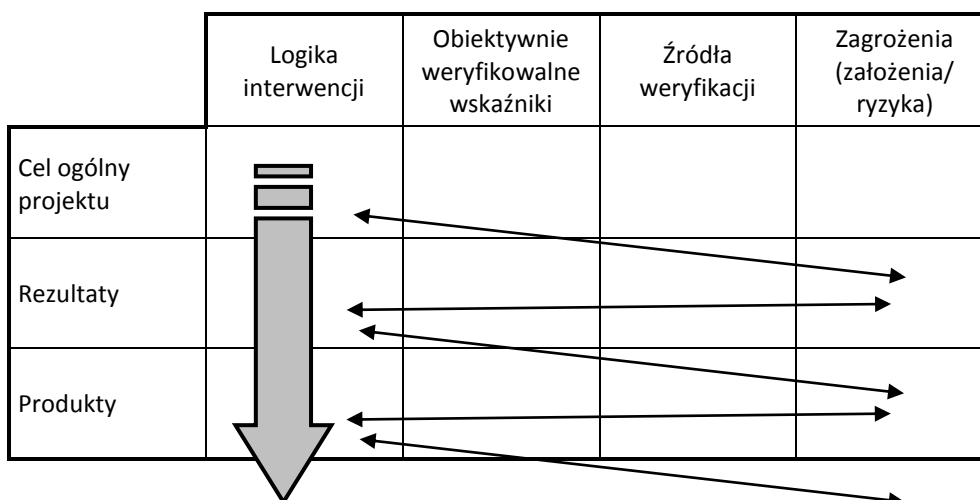 Logika
interwencji
Obiektywnie
weryfikowalne
wskaźniki
Źródła
weryfikacji
Zagrożenia
(założenia/
ryzyka)
Cel ogólny
projektu
Rezultaty
Produkty